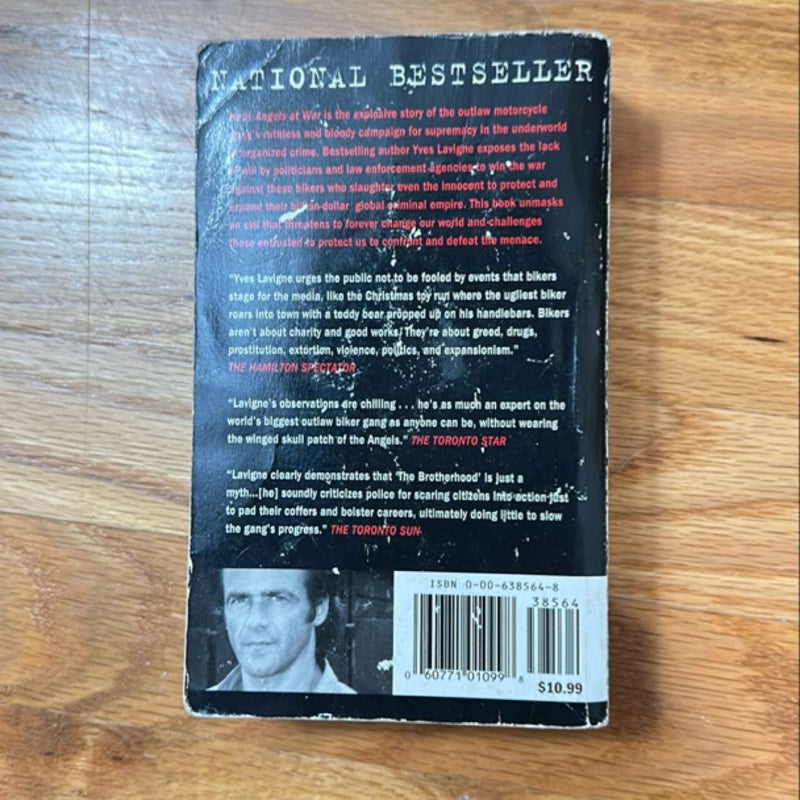 NATIONAL BESTSELLER
Hells Angels at War is the explosive story of the outlaw motorcycle
gang's ruthless and bloody campaign for supremacy in the underworld
of organized crime. Bestselling author Yves Lavigne exposes the lack
of will by politicians and law enforcement agencies to win the war
against these bikers who slaughter even the innocent to protect and
expand their billion-dollar global criminal empire. This book unmasks
an evil that threatens to forever change our world and challenges
those entrusted to protect us to confront and defeat the menace.
"Yves Lavigne urges the public not to be fooled by events that bikers
stage for the media, like the Christmas toy run where the ugliest biker
roars into town with a teddy bear propped up on his handlebars. Bikers
aren't about charity and good works. They're about greed, drugs,
prostitution, extortion, violence, politics, and expansionism."
THE HAMILTON SPECTATOR
"Lavigne's observations are chilling . . . he's as much an expert on the
world's biggest outlaw biker gang as anyone can be, without wearing
the winged skull patch of the Angels." THE TORONTO STAR
"Lavigne clearly demonstrates that 'The Brotherhood' is just a
myth...[he] soundly criticizes police for scaring citizens into action just
to pad their coffers and bolster careers, ultimately doing little to slow
the gang's progress." THE TORONTO SUN
ISBN 0-00-638564-8
38564
0 60771 01099 8
$10.99